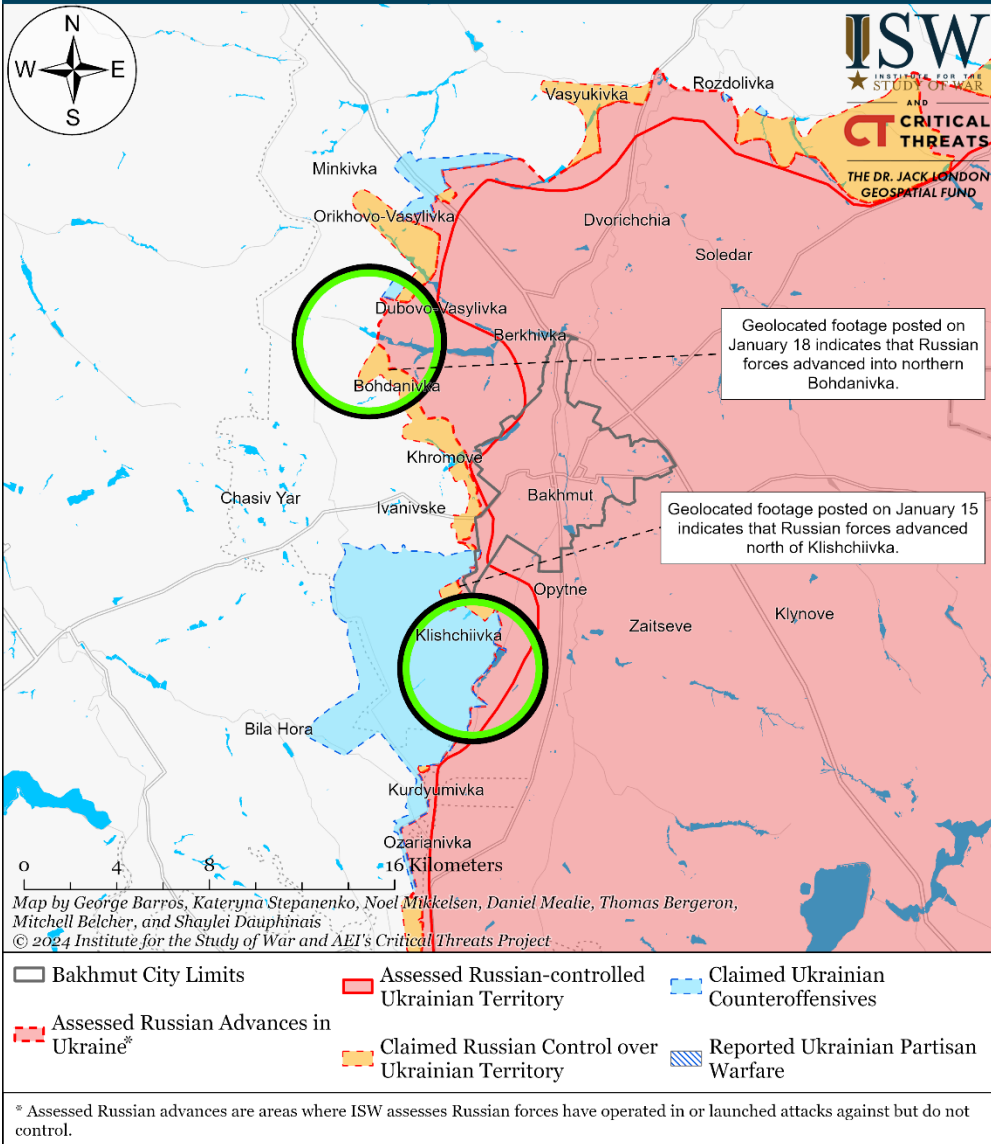 N
W E
S
ISW
INSTITUTE FOR THE
STUDY OF WAR
AND
CT CRITICAL
THREATS
THE DR. JACK LONDON
GEOSPATIAL FUND
Vasyukivka
Rozdolivka
Minkivka
Orikhovo-Vasylivka
Dvorichchia
Soledar
Dubovo-Vasylivka
Berkhivka
Geolocated footage posted on
January 18 indicates that Russian
forces advanced into northern
Bohdanivka.
Bohdanivka
Khromove
Chasiv Yar
Ivanivske
Bakhmut
Geolocated footage posted on January 15
indicates that Russian forces advanced
north of Klishchiivka.
Opytne
Klishchiivka
Zaitseve
Klynove
Bila Hora
Kurdyumivka
Ozarianivka
0 4 8 16 Kilometers
Map by George Barros, Kateryna Stepanenko, Noel Mikkelsen, Daniel Mealie, Thomas Bergeron,
Mitchell Belcher, and Shaylei Dauphinais
© 2024 Institute for the Study of War and AEI's Critical Threats Project
Bakhmut City Limits
Assessed Russian Advances in
Ukraine*
Assessed Russian-controlled
Ukrainian Territory
Claimed Russian Control over
Ukrainian Territory
Claimed Ukrainian
Counteroffensives
Reported Ukrainian Partisan
Warfare
* Assessed Russian advances are areas where ISW assesses Russian forces have operated in or launched attacks against but do not
control.